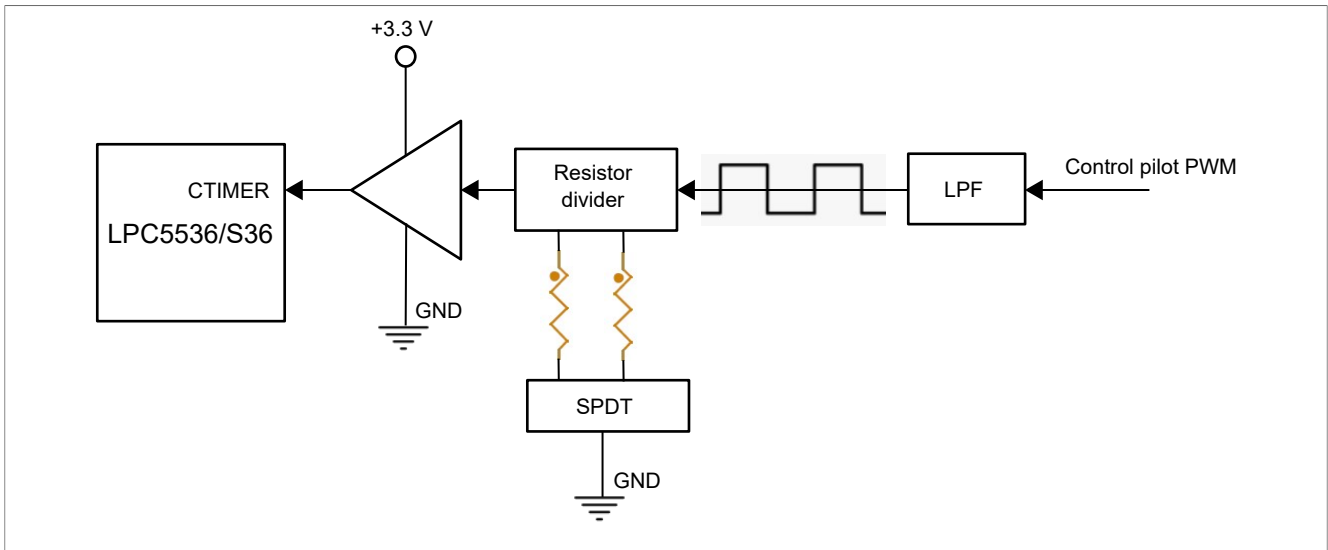 +3.3 V
CTIMER
LPC5536/S36
GND
Resistor
divider
SPDT
GND
LPF
Control pilot PWM